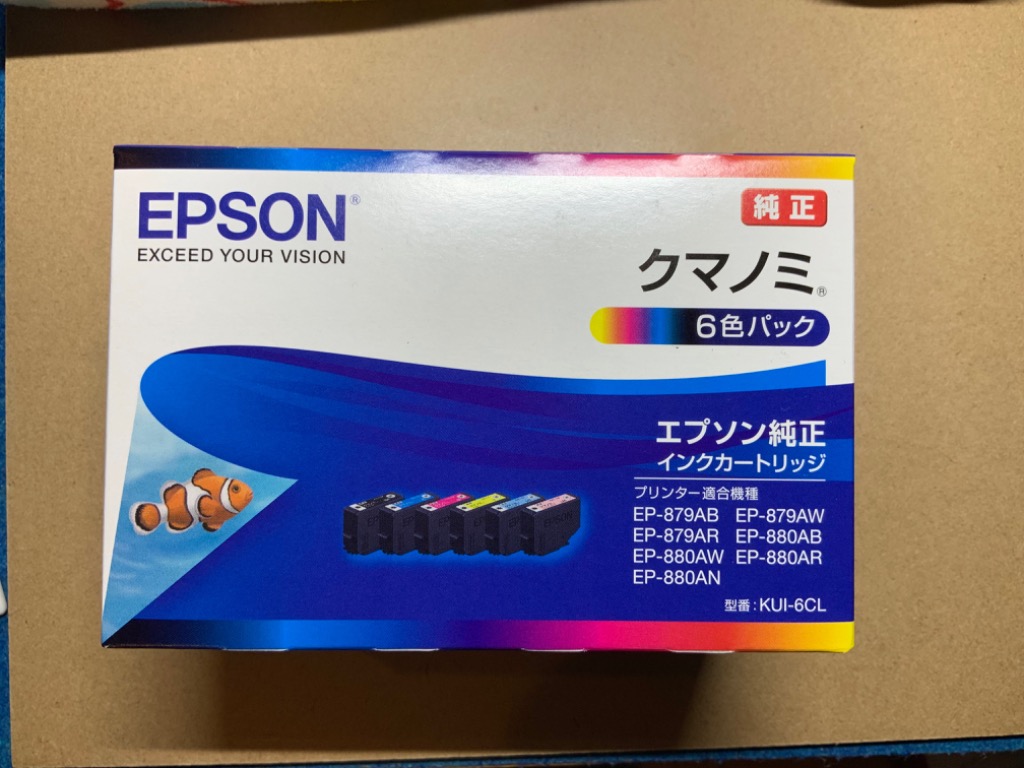 EPSON®
EXCEED YOUR VISION
純正
クマノミ®
6色パック
エプソン純正
インクカートリッジ
プリンター適合機種
EP-879AB EP-879AW
EP-879AR EP-880AB
EP-880AW EP-880AR
EP-880AN
型番:KUI-6CL
EPSON